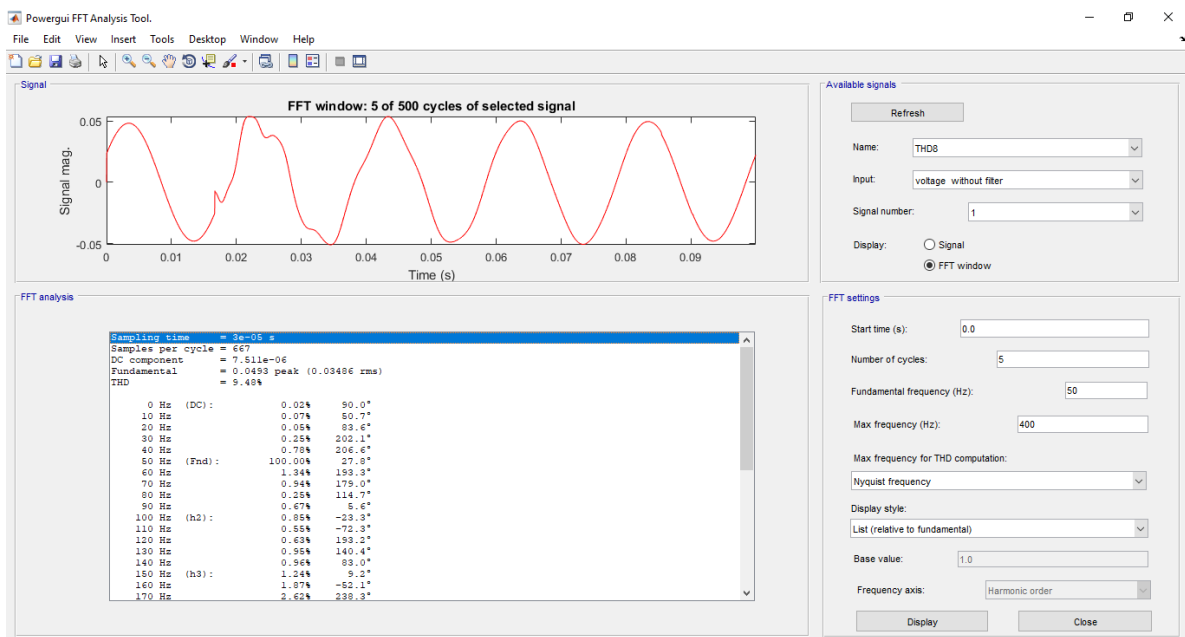 Powergui FFT Analysis Tool.
File Edit View Insert Tools Desktop Window Help
Signal
FFT window: 5 of 500 cycles of selected signal
Signal mag.
0.05
0
-0.05
0 0.01 0.02 0.03 0.04 0.05 0.06 0.07 0.08 0.09
Time (s)
Available signals
Refresh
Name: THD8
Input: voltage without filter
Signal number: 1
Display: Signal
FFT window
FFT analysis
Sampling time = 3e-05 s
Samples per cycle = 667
DC component = 7.511e-06
Fundamental = 0.0493 peak (0.03486 rms)
THD = 9.48%
0 Hz (DC): 0.02% 90.0°
10 Hz 0.07% 50.7°
20 Hz 0.05% 83.6°
30 Hz 0.25% 202.1°
40 Hz 0.78% 206.6°
50 Hz (Fnd): 100.00% 27.8°
60 Hz 1.34% 193.3°
70 Hz 0.94% 179.0°
80 Hz 0.25% 114.7°
90 Hz 0.67% 5.6°
100 Hz (h2): 0.85% -23.3°
110 Hz 0.55% -72.3°
120 Hz 0.63% 193.2°
130 Hz 0.95% 140.4°
140 Hz 0.96% 83.0°
150 Hz (h3): 1.24% 9.2°
160 Hz 1.87% -52.1°
170 Hz 2.62% 238.3°
FFT settings
Start time (s): 0.0
Number of cycles: 5
Fundamental frequency (Hz): 50
Max frequency (Hz): 400
Max frequency for THD computation:
Nyquist frequency
Display style:
List (relative to fundamental)
Base value: 1.0
Frequency axis: Harmonic order
Display Close